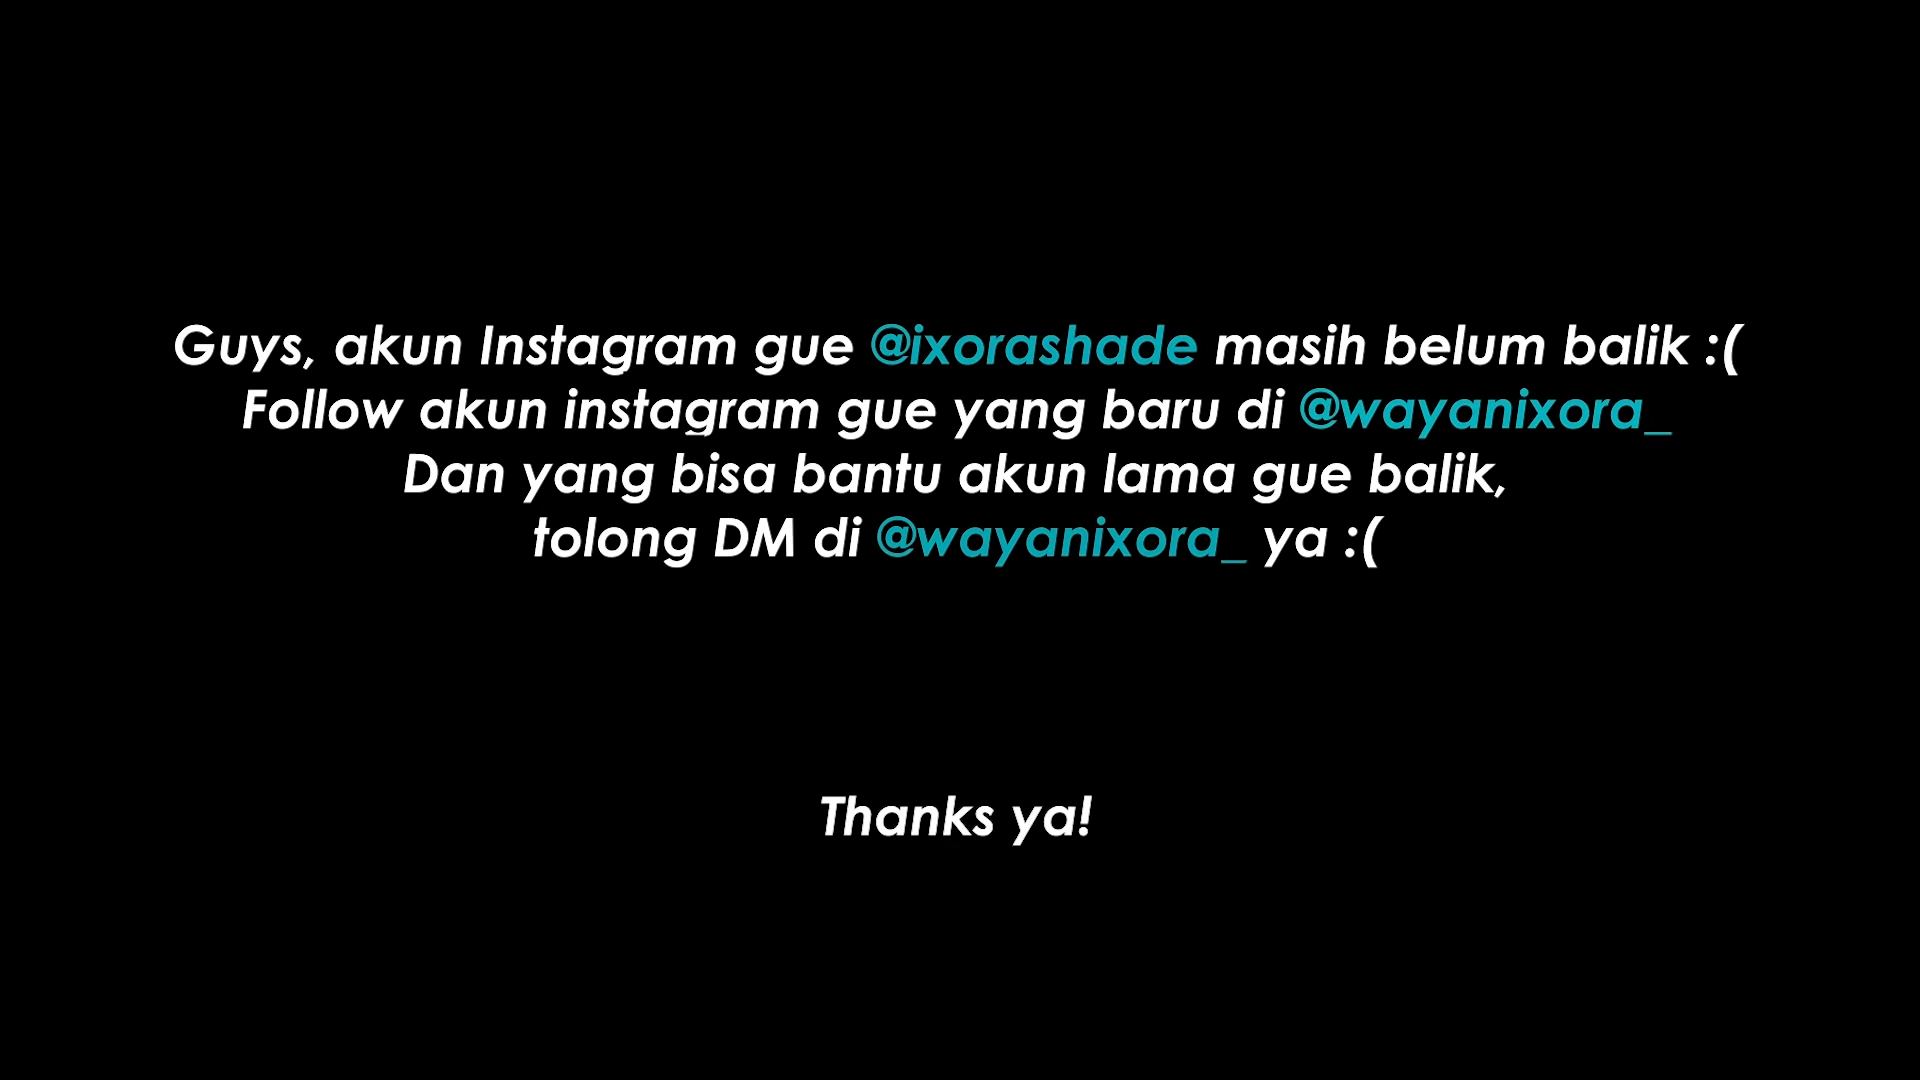 Guys, akun Instagram gue @ixorashade masih belum balik :(
Follow akun instagram gue yang baru di @wayanixora_
Dan yang bisa bantu akun lama gue balik,
tolong DM di @wayanixora_ ya :(
Thanks ya!